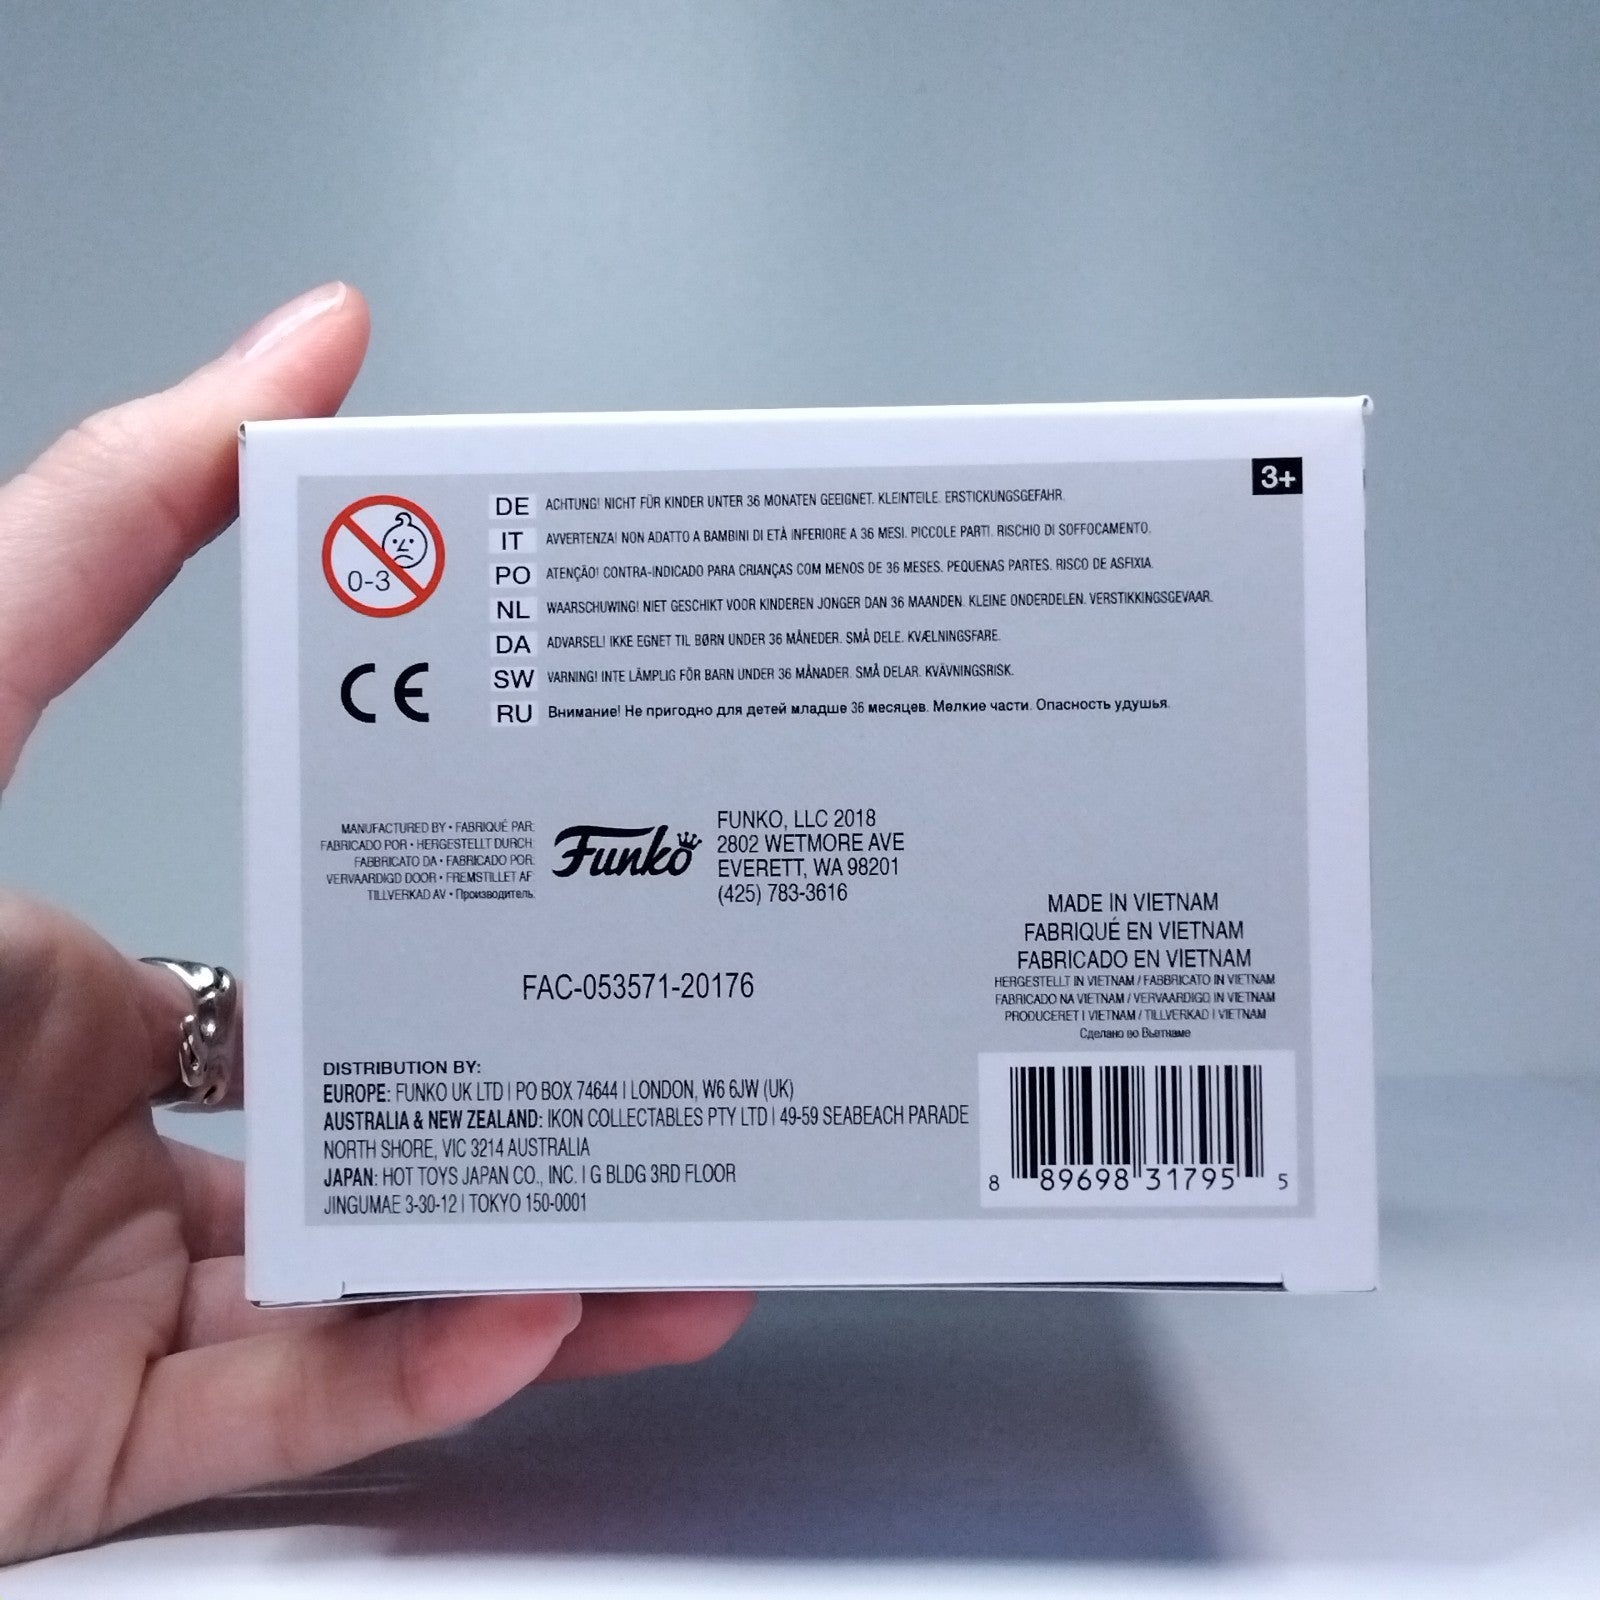 3+
0-3
CE
DE ACHTUNG! NICHT FÜR KINDER UNTER 36 MONATEN GEEIGNET. KLEINTEILE. ERSTICKUNGSGEFAHR.
IT AVVERTENZA! NON ADATTO A BAMBINI DI ETÀ INFERIORE A 36 MESI. PICCOLE PARTI. RISCHIO DI SOFFOCAMENTO.
PO ATENÇÃO! CONTRA-INDICADO PARA CRIANÇAS COM MENOS DE 36 MESES. PEQUENAS PARTES. RISCO DE ASFIXIA.
NL WAARSCHUWING! NIET GESCHIKT VOOR KINDEREN JONGER DAN 36 MAANDEN. KLEINE ONDERDELEN. VERSTIKKINGSGEVAAR.
DA ADVARSEL! IKKE EGNET TIL BØRN UNDER 36 MÅNEDER. SMÅ DELE. KVÆLNINGSFARE.
SW VARNING! INTE LÄMPLIG FÖR BARN UNDER 36 MÅNADER. SMÅ DELAR. KVÄVNINGSRISK.
RU Внимание! Не пригодно для детей младше 36 месяцев. Мелкие части. Опасность удушья.
MANUFACTURED BY • FABRIQUÉ PAR:
FABRICADO POR • HERGESTELLT DURCH:
FABBRICATO DA • FABRICADO POR:
VERVAARDIGD DOOR • FREMSTILLET AF:
TILLVERKAD AV • Производитель:
Funko
FUNKO, LLC 2018
2802 WETMORE AVE
EVERETT, WA 98201
(425) 783-3616
MADE IN VIETNAM
FABRIQUÉ EN VIETNAM
FABRICADO EN VIETNAM
HERGESTELLT IN VIETNAM / FABBRICATO IN VIETNAM
FABRICADO NA VIETNAM / VERVAARDIGD IN VIETNAM
PRODUCERET I VIETNAM / TILLVERKAD I VIETNAM
Сделано во Вьетнаме
FAC-053571-20176
DISTRIBUTION BY:
EUROPE: FUNKO UK LTD | PO BOX 74644 | LONDON, W6 6JW (UK)
AUSTRALIA & NEW ZEALAND: IKON COLLECTABLES PTY LTD | 49-59 SEABEACH PARADE
NORTH SHORE, VIC 3214 AUSTRALIA
JAPAN: HOT TOYS JAPAN CO., INC. | G BLDG 3RD FLOOR
JINGUMAE 3-30-12 | TOKYO 150-0001
8 89698 31795 5